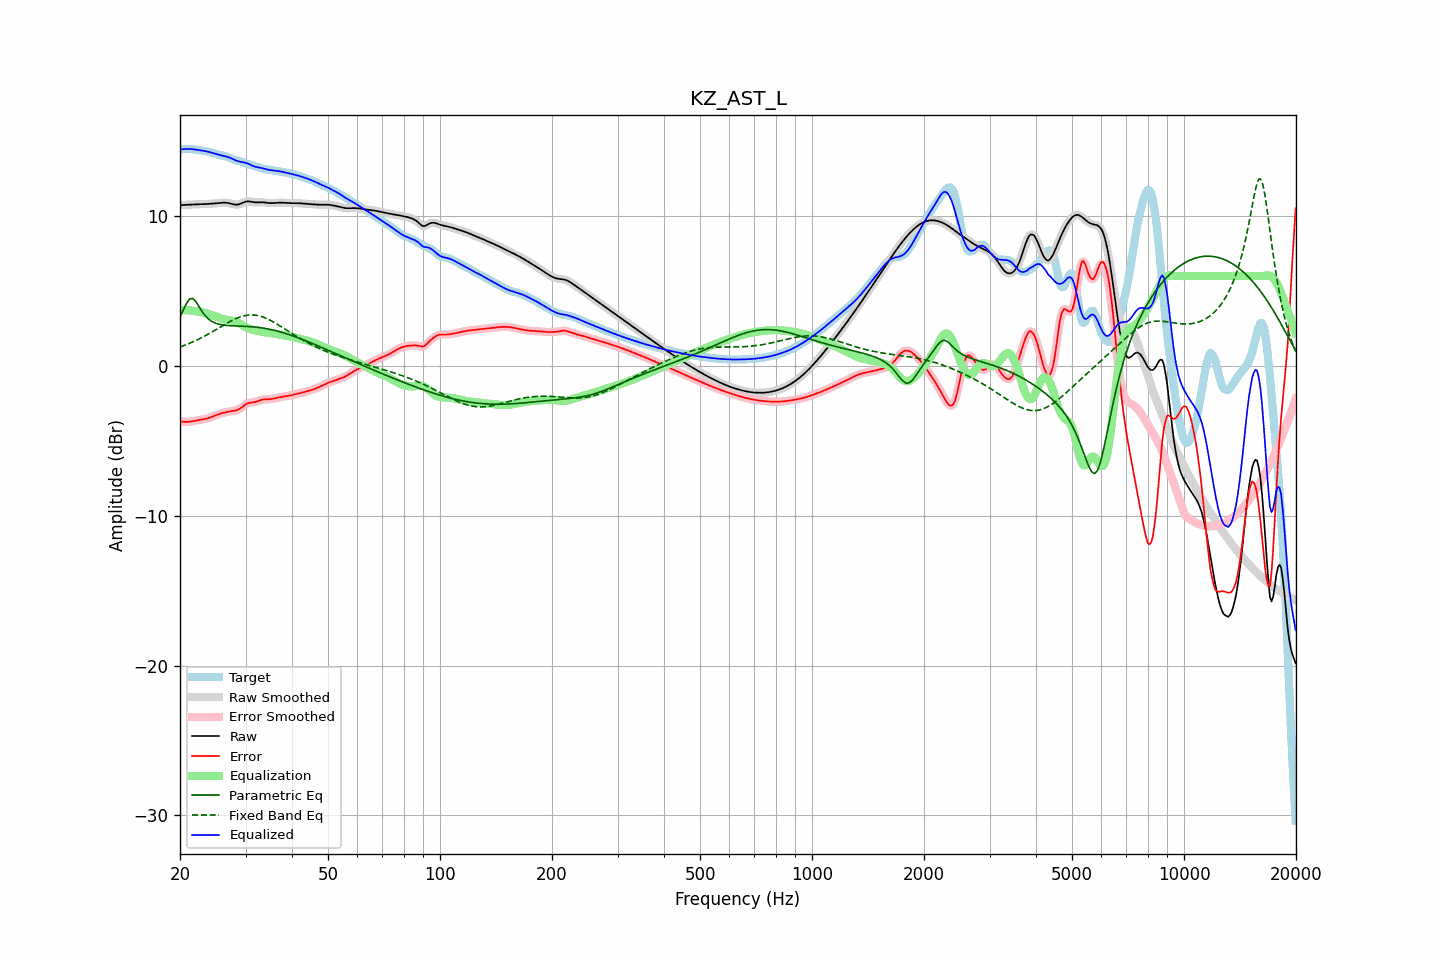 KZ_AST_L
Amplitude (dBr)
10
0
−10
−20
−30
Target
Raw Smoothed
Error Smoothed
Raw
Error
Equalization
Parametric Eq
Fixed Band Eq
Equalized
20 50 100 200 500 1000 2000 5000 10000 20000
Frequency (Hz)